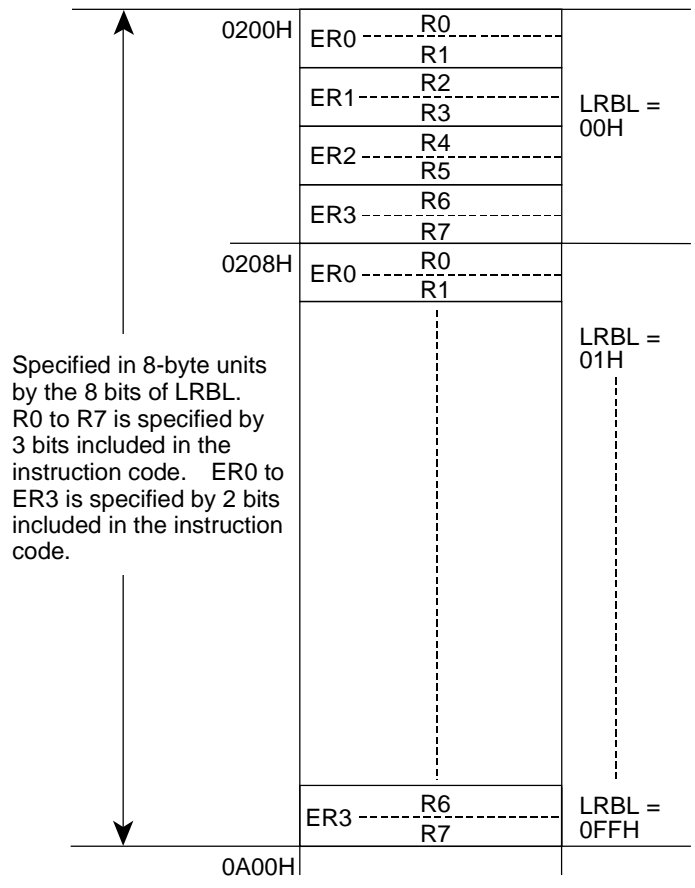 0200H
ER0
R0
R1
ER1
R2
R3
ER2
R4
R5
ER3
R6
R7
LRBL =
00H
0208H
ER0
R0
R1
LRBL =
01H
Specified in 8-byte units
by the 8 bits of LRBL.
R0 to R7 is specified by
3 bits included in the
instruction code. ER0 to
ER3 is specified by 2 bits
included in the instruction
code.
ER3
R6
R7
LRBL =
0FFH
0A00H